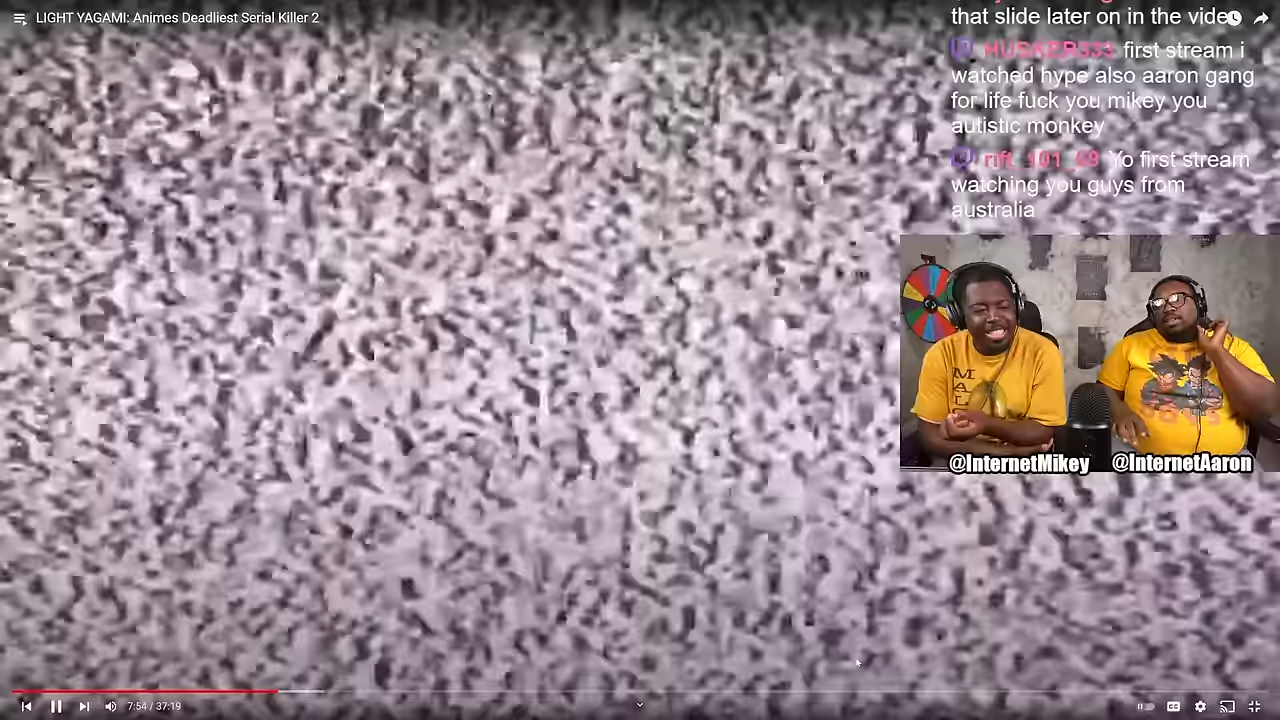 LIGHT YAGAMI: Animes Deadliest Serial Killer 2
that slide later on in the video
HUSKER333 first stream i
watched hype also aaron gang
for life fuck you mikey you
autistic monkey
rift_101_69 Yo first stream
watching you guys from
australia
@InternetMikey @InternetAaron
7:54 / 37:19